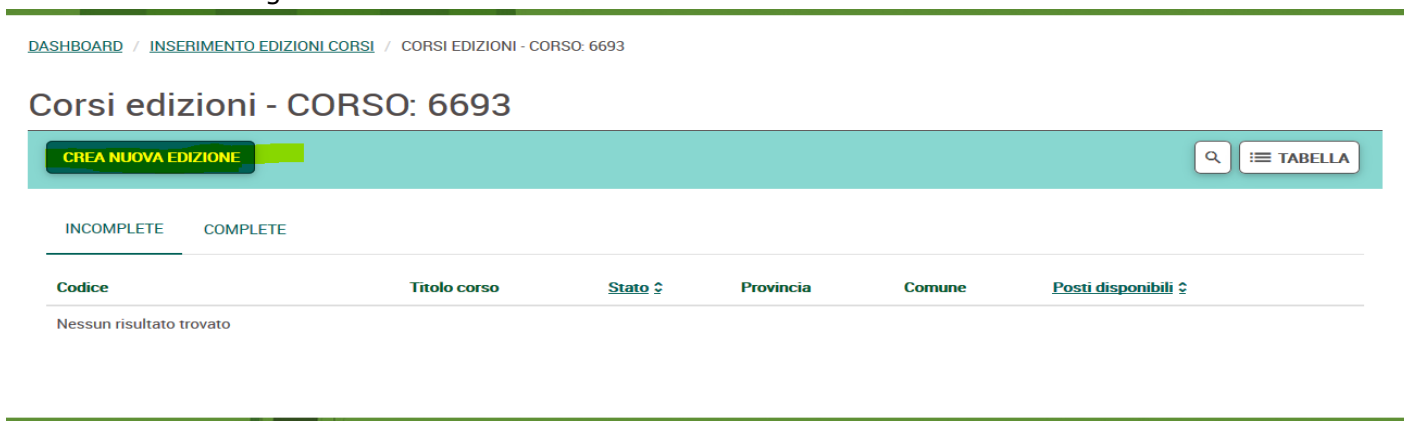 DASHBOARD / INSERIMENTO EDIZIONI CORSI / CORSI EDIZIONI - CORSO: 6693
Corsi edizioni - CORSO: 6693
CREA NUOVA EDIZIONE
TABELLA
INCOMPLETE COMPLETE
Codice Titolo corso Stato Provincia Comune Posti disponibili
Nessun risultato trovato